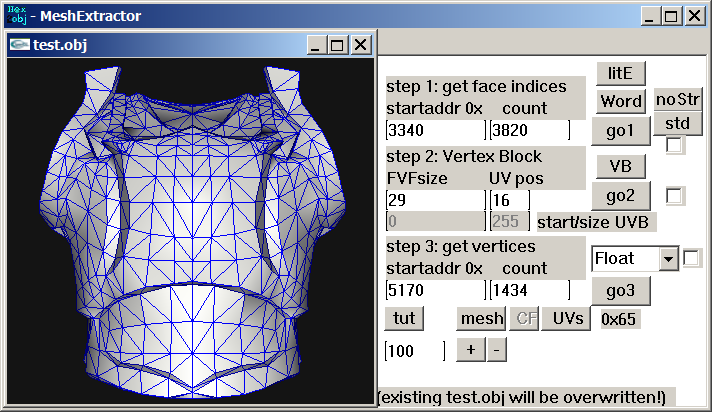 Hex
obj - MeshExtractor
test.obj
litE
step 1: get face indices
Word noStr
startaddr 0x count
3340 3820 go1 std
step 2: Vertex Block
VB
FVFsize UV pos
29 16 go2
0 255 start/size UVB
step 3: get vertices
Float
startaddr 0x count
5170 1434 go3
tut mesh CF UVs 0x65
100 + -
(existing test.obj will be overwritten!)